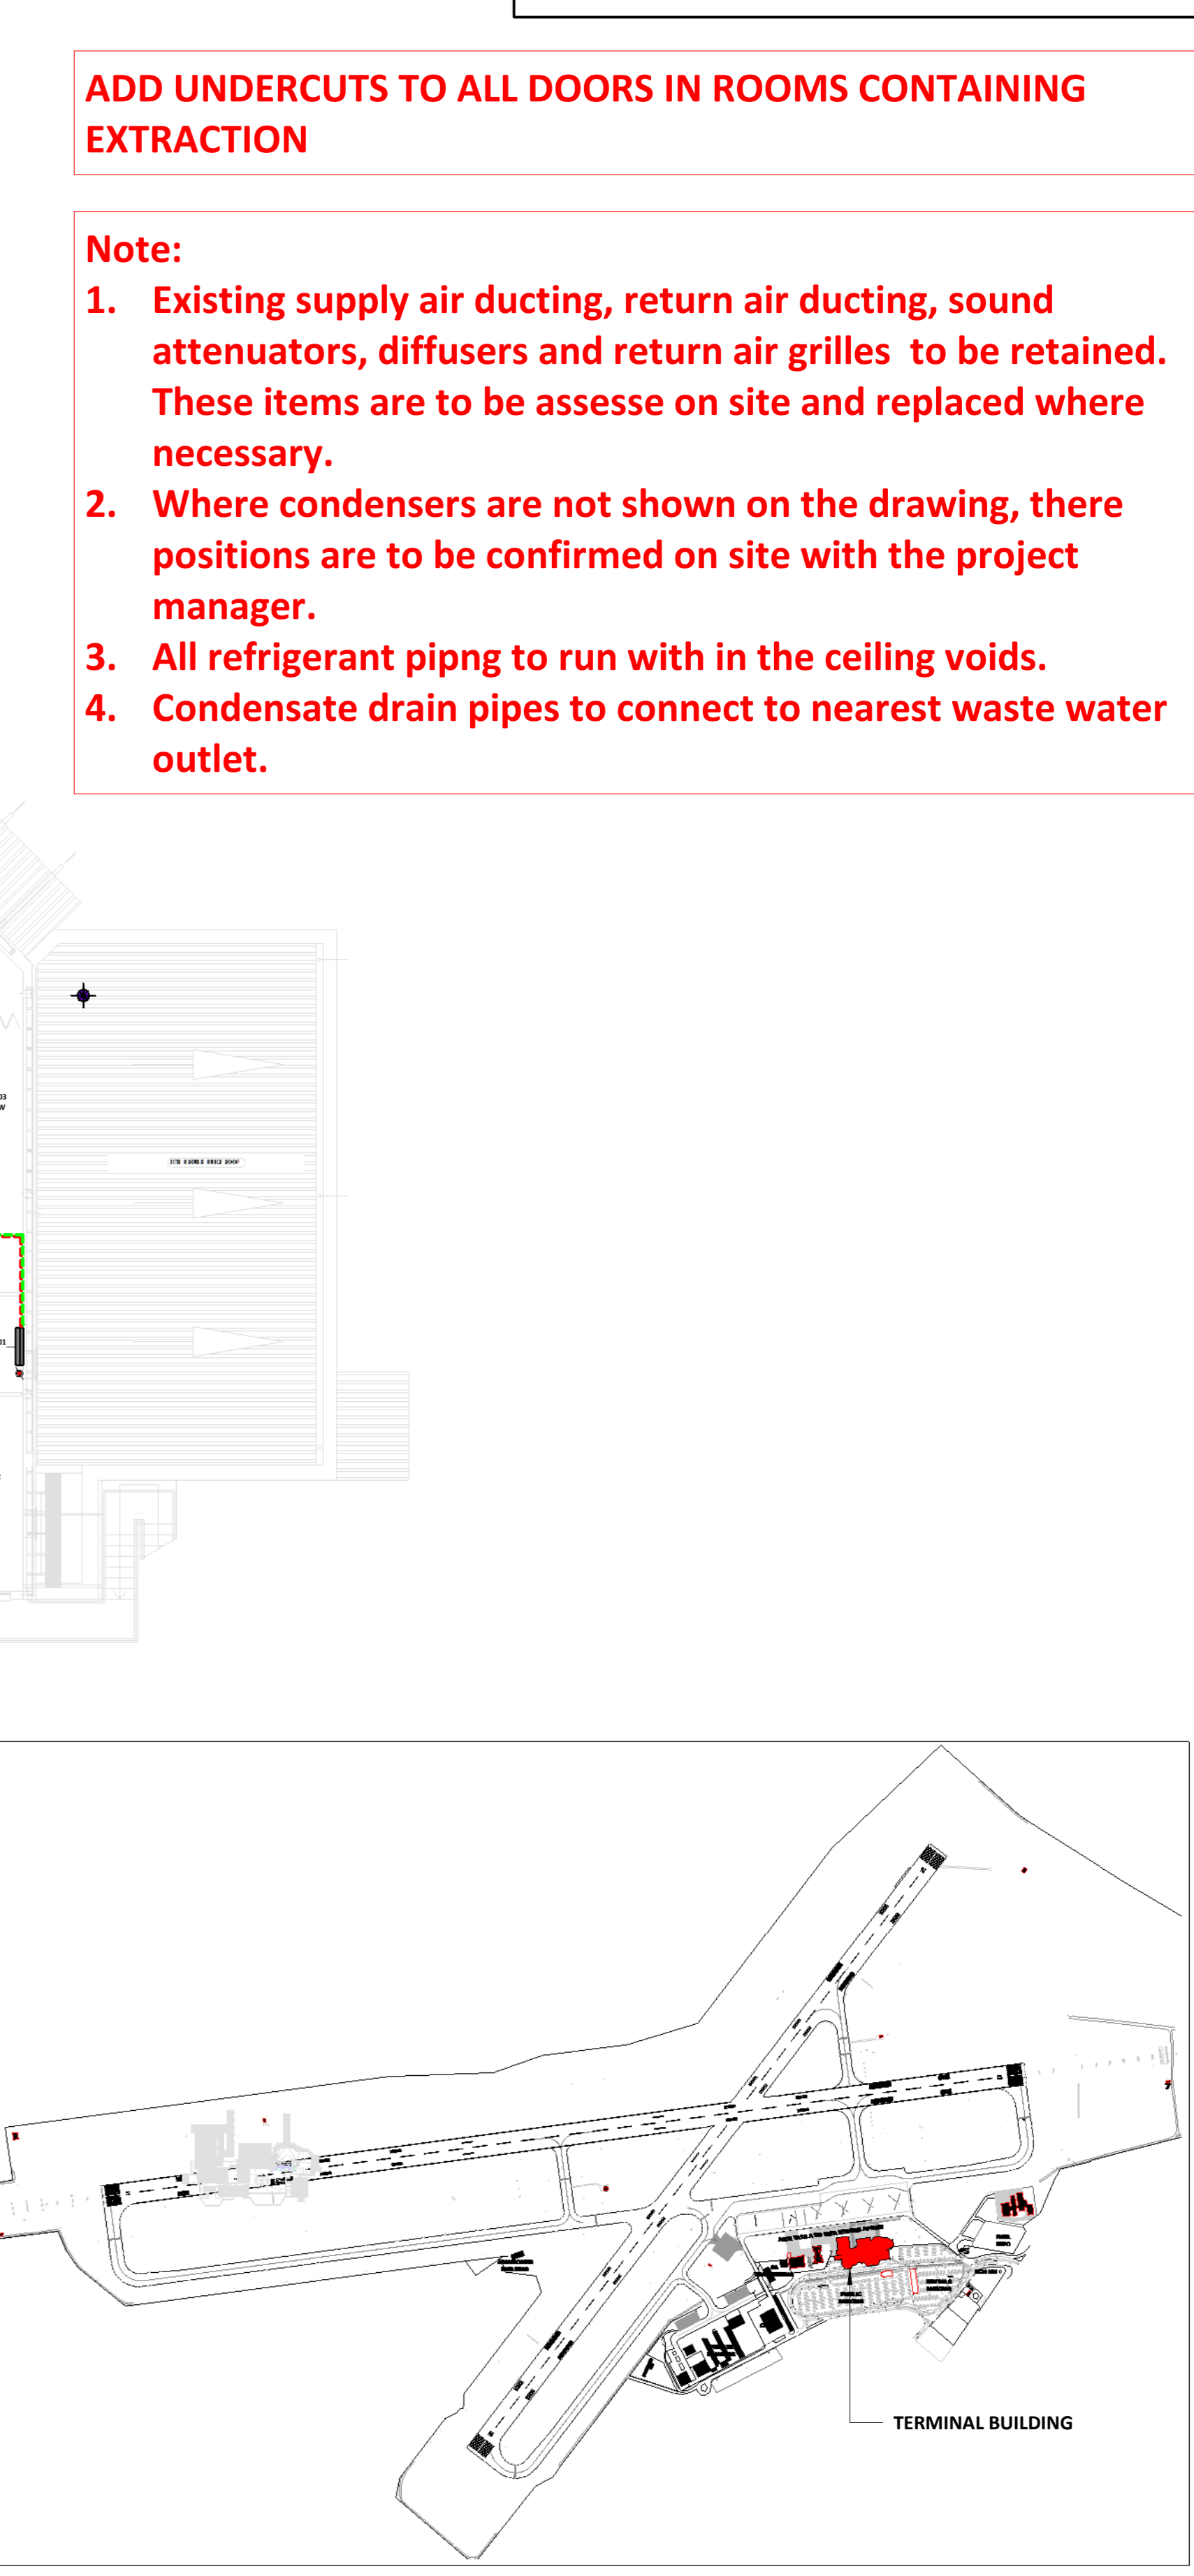 ADD UNDERCUTS TO ALL DOORS IN ROOMS CONTAINING
EXTRACTION
Note:
1. Existing supply air ducting, return air ducting, sound
attenuators, diffusers and return air grilles  to be retained.
These items are to be assesse on site and replaced where
necessary.
2. Where condensers are not shown on the drawing, there
positions are to be confirmed on site with the project
manager.
3. All refrigerant pipng to run with in the ceiling voids.
4. Condensate drain pipes to connect to nearest waste water
outlet.
03
W
01
TERMINAL BUILDING